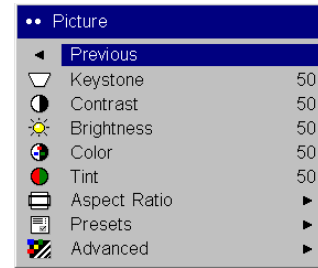 Picture
Previous
Keystone 50
Contrast 50
Brightness 50
Color 50
Tint 50
Aspect Ratio
Presets
Advanced